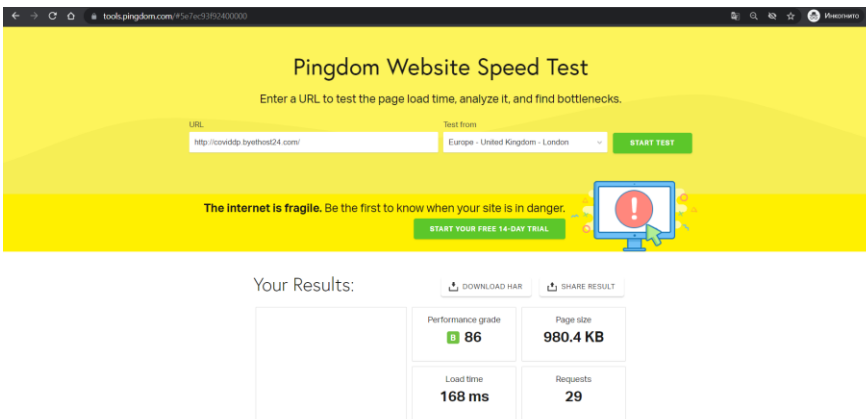 tools.pingdom.com/#5e7ec93f92400000
Инкогнито
Pingdom Website Speed Test
Enter a URL to test the page load time, analyze it, and find bottlenecks.
URL
Test from
http://coviddp.byethost24.com/
Europe - United Kingdom - London
START TEST
The internet is fragile. Be the first to know when your site is in danger.
START YOUR FREE 14-DAY TRIAL
Your Results:
DOWNLOAD HAR
SHARE RESULT
Performance grade
B 86
Page size
980.4 KB
Load time
168 ms
Requests
29